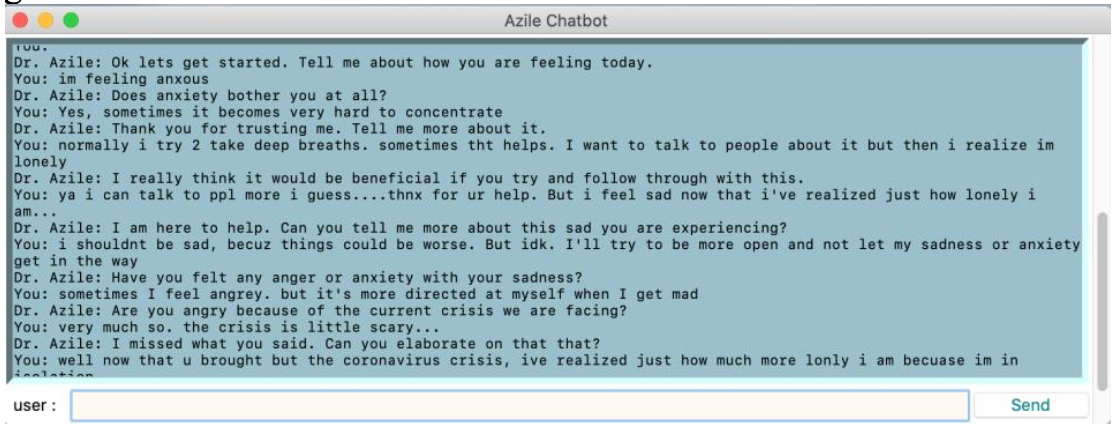 Azile Chatbot
You:
Dr. Azile: Ok lets get started. Tell me about how you are feeling today.
You: im feeling anxous
Dr. Azile: Does anxiety bother you at all?
You: Yes, sometimes it becomes very hard to concentrate
Dr. Azile: Thank you for trusting me. Tell me more about it.
You: normally i try 2 take deep breaths. sometimes tht helps. I want to talk to people about it but then i realize im
lonely
Dr. Azile: I really think it would be beneficial if you try and follow through with this.
You: ya i can talk to ppl more i guess....thnx for ur help. But i feel sad now that i've realized just how lonely i
am...
Dr. Azile: I am here to help. Can you tell me more about this sad you are experiencing?
You: i shouldnt be sad, becuz things could be worse. But idk. I'll try to be more open and not let my sadness or anxiety
get in the way
Dr. Azile: Have you felt any anger or anxiety with your sadness?
You: sometimes I feel angrey. but it's more directed at myself when I get mad
Dr. Azile: Are you angry because of the current crisis we are facing?
You: very much so. the crisis is little scary...
Dr. Azile: I missed what you said. Can you elaborate on that that?
You: well now that u brought but the coronavirus crisis, ive realized just how much more lonly i am becuase im in
isolation
user :
Send